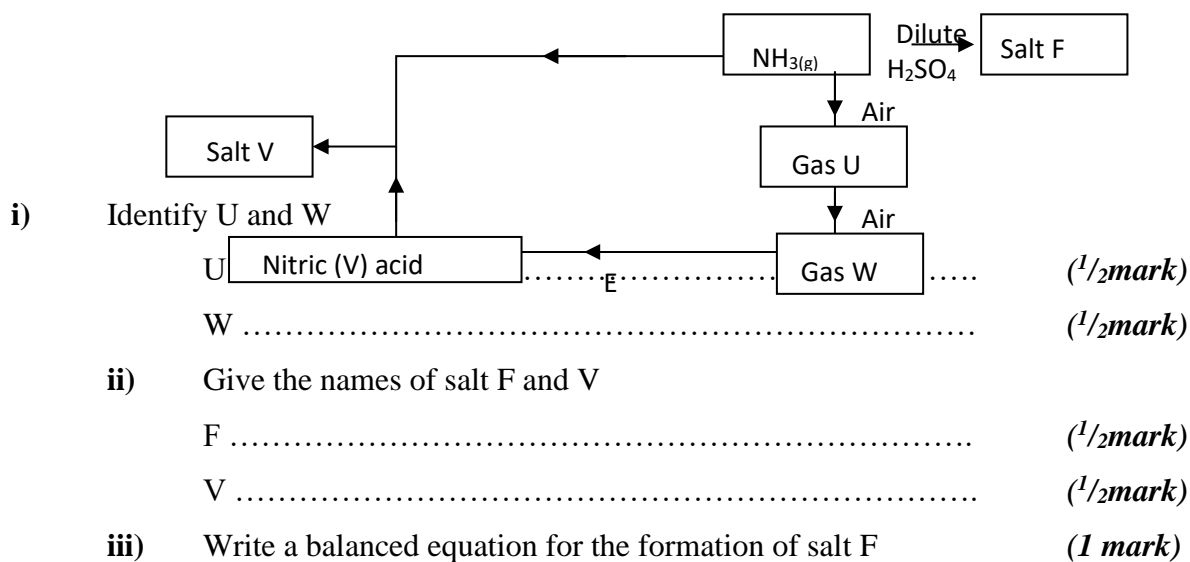 Dilute
NH3(g)
H2SO4
Salt F
Air
Salt V
Gas U
i) Identify U and W
Air
U Nitric (V) acid ……………………… E Gas W ….. (1/2mark)
W …………………………………………………………… (1/2mark)
ii) Give the names of salt F and V
F ……………………………………………………………. (1/2mark)
V ……………………………………………………………. (1/2mark)
iii) Write a balanced equation for the formation of salt F (1 mark)